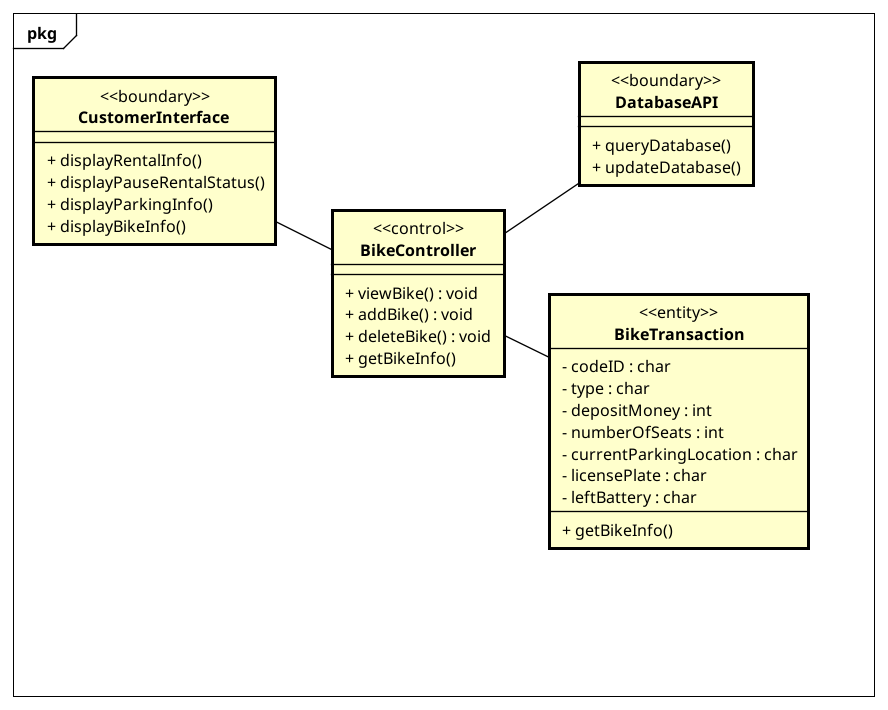 pkg
<<boundary>>
CustomerInterface
+ displayRentalInfo()
+ displayPauseRentalStatus()
+ displayParkingInfo()
+ displayBikeInfo()
<<boundary>>
DatabaseAPI
+ queryDatabase()
+ updateDatabase()
<<control>>
BikeController
+ viewBike() : void
+ addBike() : void
+ deleteBike() : void
+ getBikeInfo()
<<entity>>
BikeTransaction
- codeID : char
- type : char
- depositMoney : int
- numberOfSeats : int
- currentParkingLocation : char
- licensePlate : char
- leftBattery : char
+ getBikeInfo()